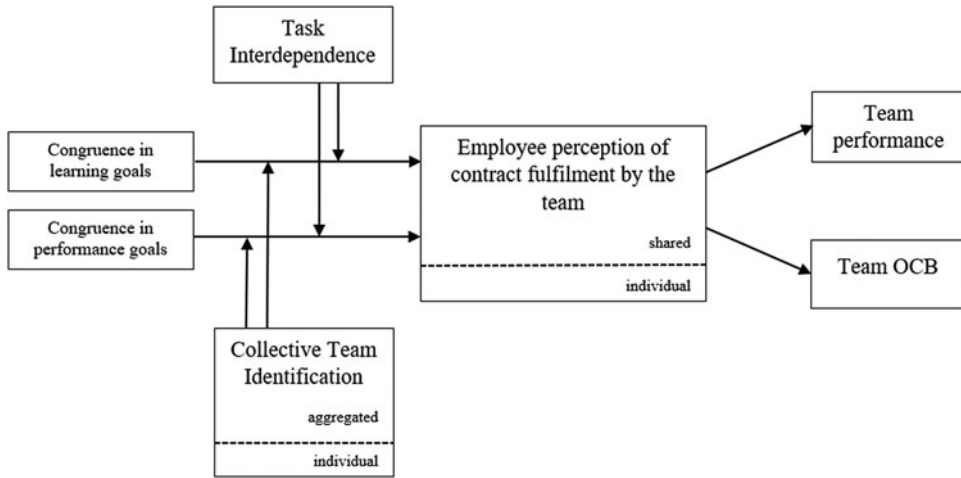 Task
Interdependence
Congruence in
learning goals
Congruence in
performance goals
Employee perception of
contract fulfilment by the
team
shared
individual
Team
performance
Team OCB
Collective Team
Identification
aggregated
individual